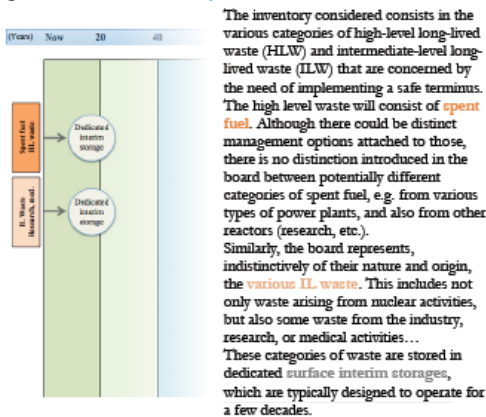 (Years) Now 20 40
Spent fuel
HL waste
Dedicated
interim
storage
IL Waste
Research, med.
Dedicated
interim
storage
The inventory considered consists in the
various categories of high-level long-lived
waste (HLW) and intermediate-level long-
lived waste (ILW) that are concerned by
the need of implementing a safe terminus.
The high level waste will consist of spent
fuel. Although there could be distinct
management options attached to those,
there is no distinction introduced in the
board between potentially different
categories of spent fuel, e.g. from various
types of power plants, and also from other
reactors (research, etc.).
Similarly, the board represents,
indistinctively of their nature and origin,
the various IL waste. This includes not
only waste arising from nuclear activities,
but also some waste from the industry,
research, or medical activities…
These categories of waste are stored in
dedicated surface interim storages,
which are typically designed to operate for
a few decades.